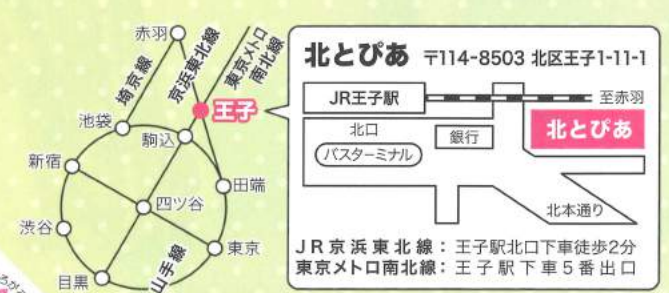 赤羽
埼京線
京浜東北線
東京メトロ
南北線
王子
池袋
駒込
新宿
田端
四ツ谷
渋谷
東京
目黒
山手線
北とぴあ 〒114-8503 北区王子1-11-1
JR王子駅
至赤羽
北口
バスターミナル
銀行
北とぴあ
北本通り
JR京浜東北線：王子駅北口下車徒歩2分
東京メトロ南北線：王子駅下車5番出口